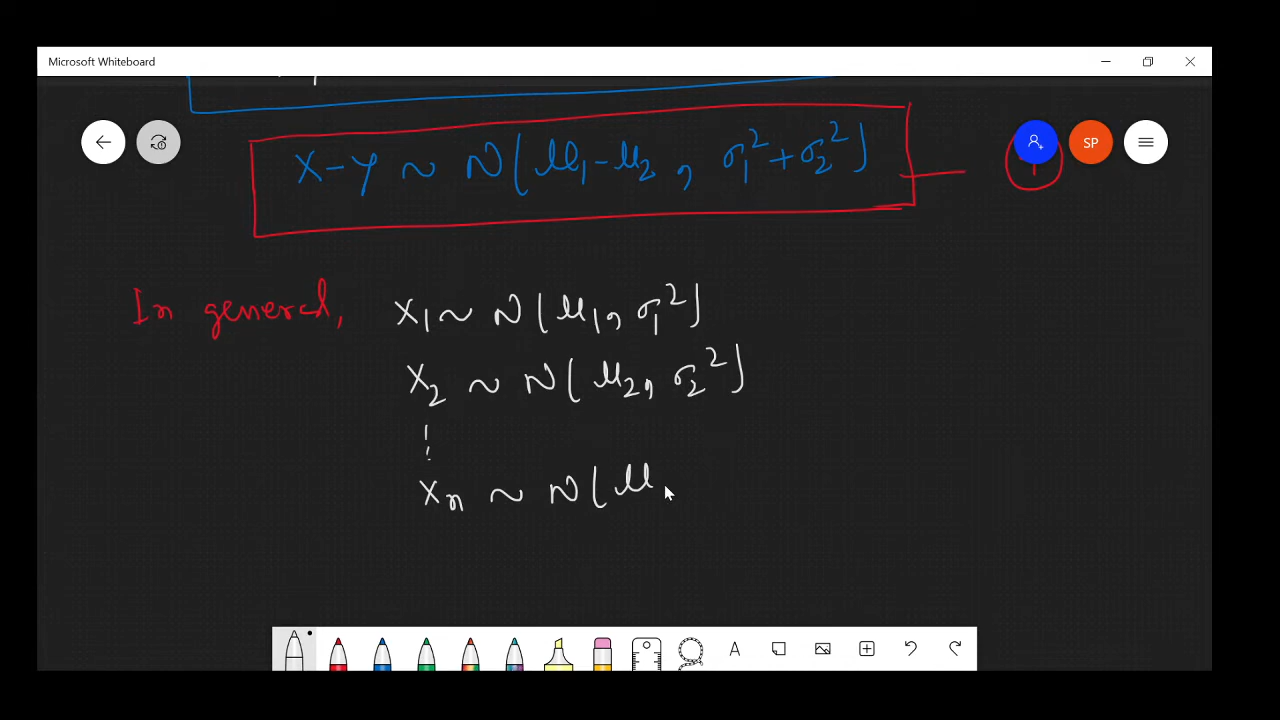 Microsoft Whiteboard
X-Y ~ N(μ₁-μ₂, σ₁²+σ₂²)
SP
In general, X₁ ~ N(μ₁, σ₁²)
X₂ ~ N(μ₂, σ₂²)
⋮
Xₙ ~ N(μ
A